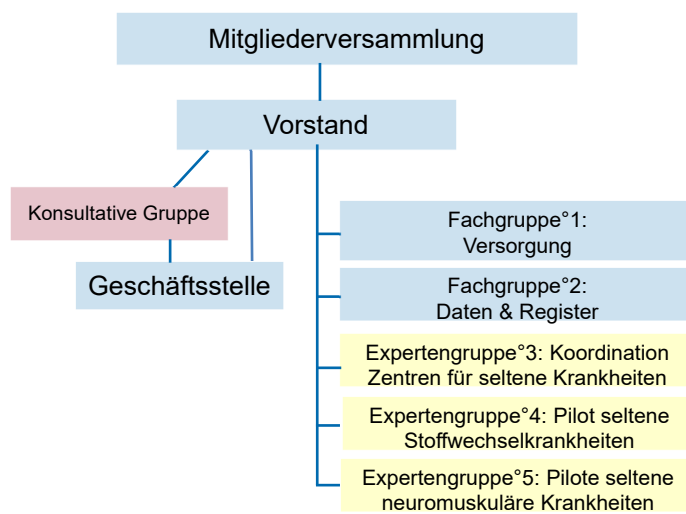 Mitgliederversammlung
Vorstand
Konsultative Gruppe
Geschäftsstelle
Fachgruppe°1:
Versorgung
Fachgruppe°2:
Daten & Register
Expertengruppe°3: Koordination
Zentren für seltene Krankheiten
Expertengruppe°4: Pilot seltene
Stoffwechselkrankheiten
Expertengruppe°5: Pilote seltene
neuromuskuläre Krankheiten